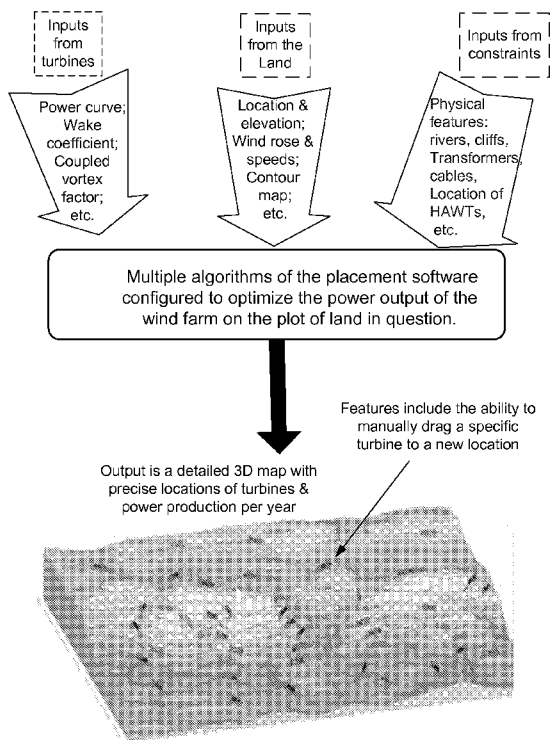 Inputs
from
turbines
Inputs
from the
Land
Inputs from
constraints
Power curve;
Wake
coefficient;
Coupled
vortex
factor;
etc.
Location &
elevation;
Wind rose &
speeds;
Contour
map;
etc.
Physical
features:
rivers, cliffs,
Transformers,
cables,
Location of
HAWTs,
etc.
Multiple algorithms of the placement software
configured to optimize the power output of the
wind farm on the plot of land in question.
Features include the ability to
manually drag a specific
turbine to a new location
Output is a detailed 3D map with
precise locations of turbines &
power production per year